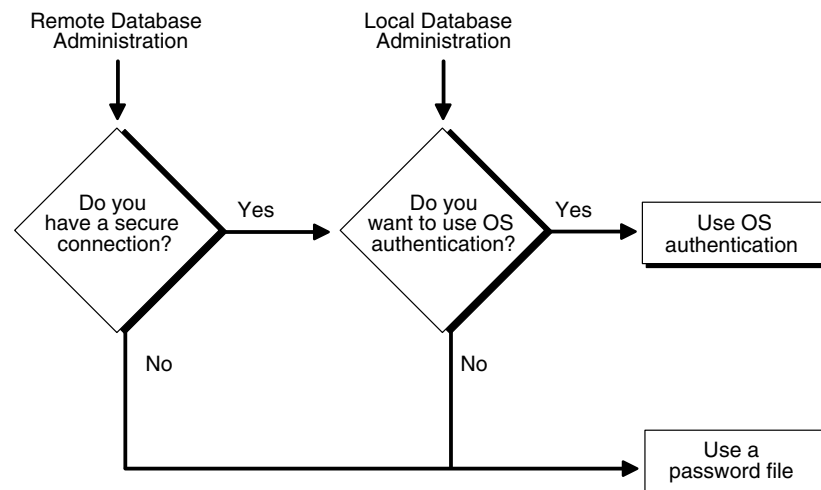 Remote Database
Administration
Local Database
Administration
Do you
have a secure
connection?
Yes
Do you
want to use OS
authentication?
Yes
Use OS
authentication
No
No
Use a
password file